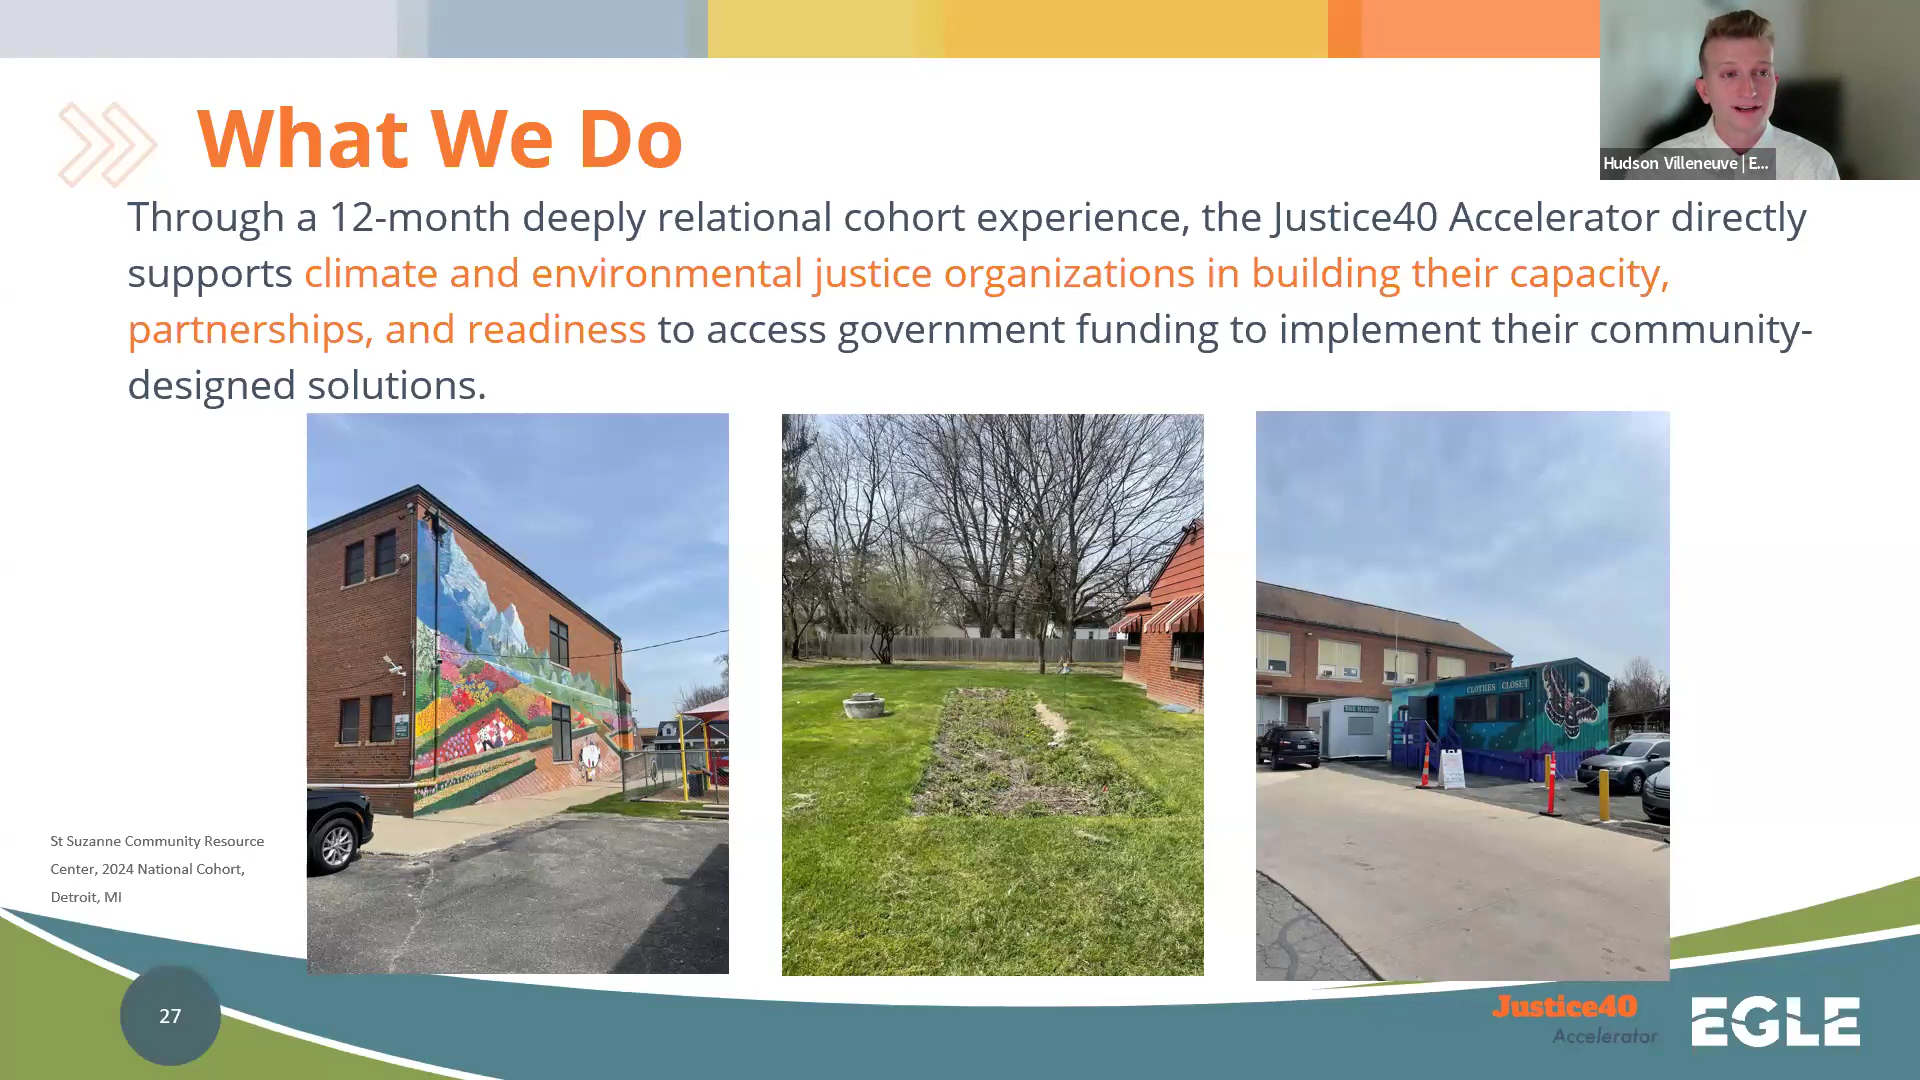 What We Do
Hudson Villeneuve | E...
Through a 12-month deeply relational cohort experience, the Justice40 Accelerator directly
supports climate and environmental justice organizations in building their capacity,
partnerships, and readiness to access government funding to implement their community-
designed solutions.
CLOTHES CLOSET
St Suzanne Community Resource
Center, 2024 National Cohort,
Detroit, MI
27
Justice40
Accelerator
EGLE